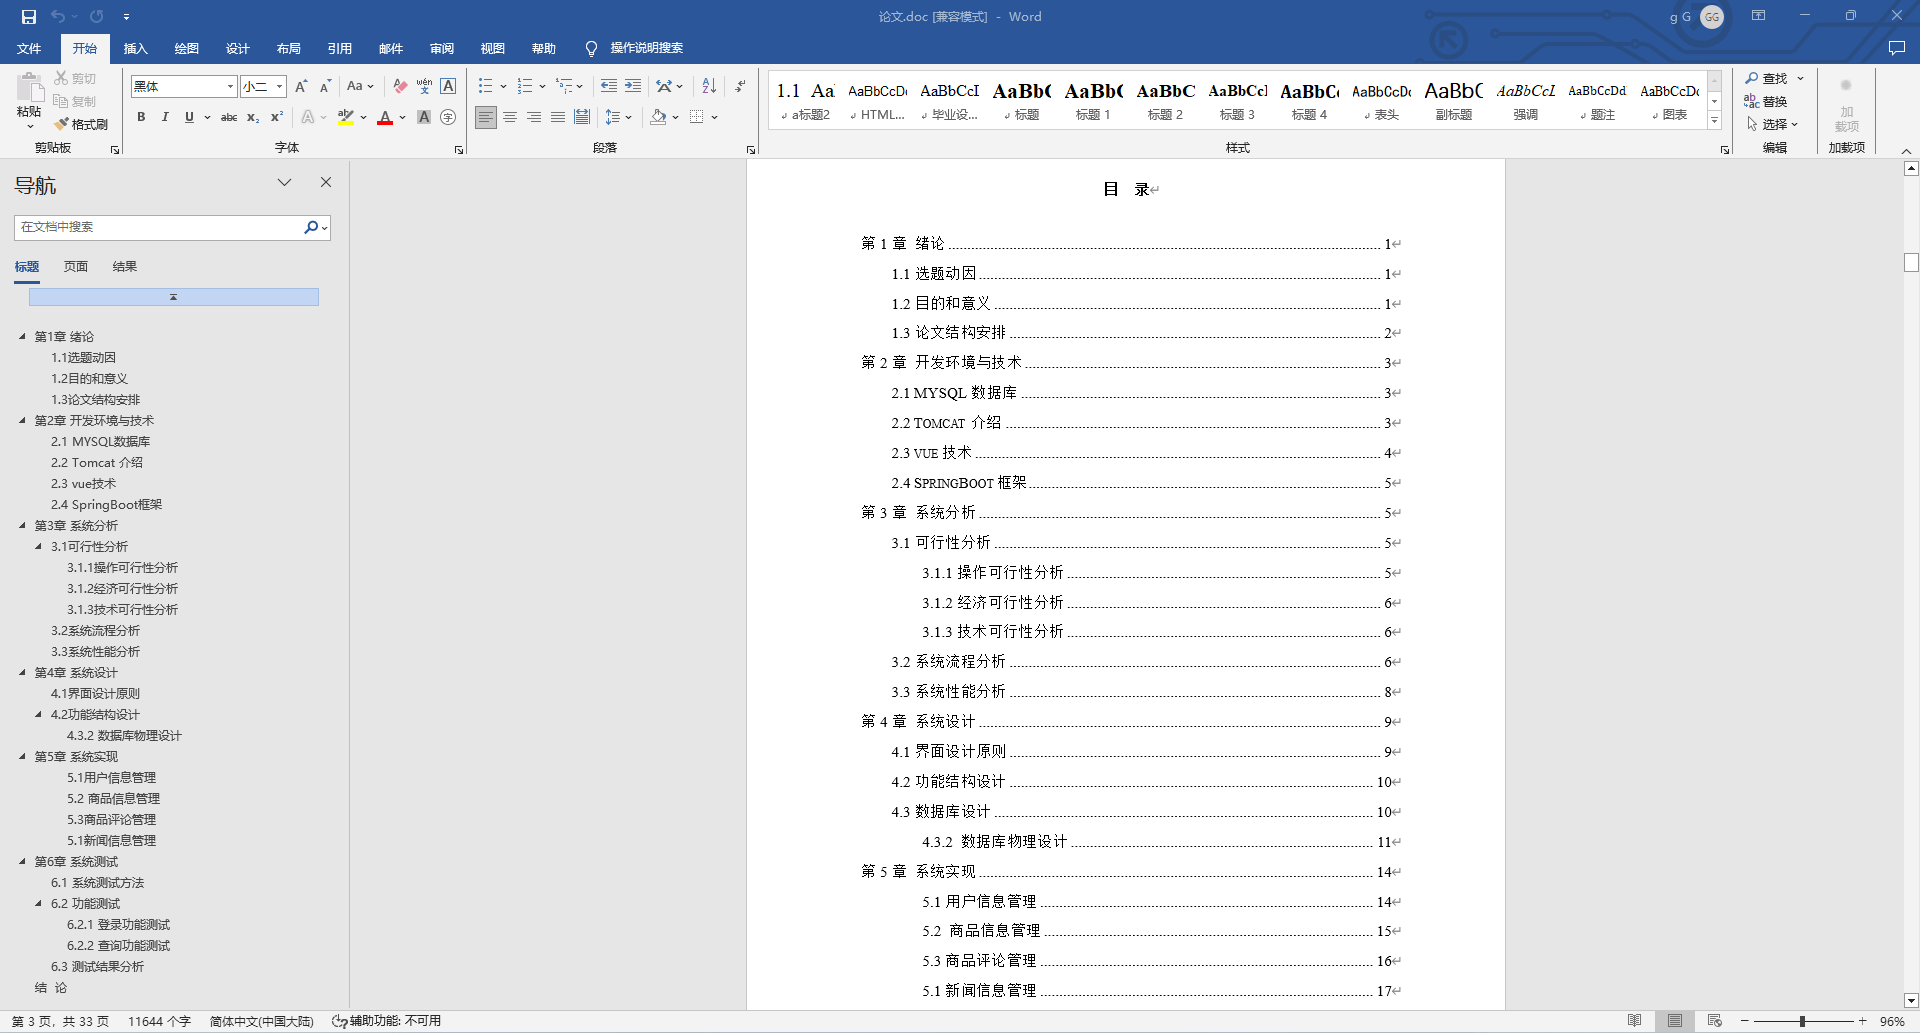 论文.doc [兼容模式] - Word
g G
GG
文件 开始 插入 绘图 设计 布局 引用 邮件 审阅 视图 帮助 操作说明搜索
粘贴
剪切
复制
格式刷
剪贴板
黑体 小二
字体
段落
1.1 AaI AaBbCcDc AaBbCcI AaBbC AaBbC AaBbC AaBbCcI AaBbCc AaBbCcDc AaBbC AaBbCcL AaBbCcDd AaBbCcDc
a标题2 HTML... 毕业设... 标题 标题 1 标题 2 标题 3 标题 4 表头 副标题 强调 题注 图表
样式
查找
替换
选择
编辑
加
载项
加载项
导航
在文档中搜索
标题 页面 结果
第1章 绪论
1.1选题动因
1.2目的和意义
1.3论文结构安排
第2章 开发环境与技术
2.1 MYSQL数据库
2.2 Tomcat 介绍
2.3 vue技术
2.4 SpringBoot框架
第3章 系统分析
3.1可行性分析
3.1.1操作可行性分析
3.1.2经济可行性分析
3.1.3技术可行性分析
3.2系统流程分析
3.3系统性能分析
第4章 系统设计
4.1界面设计原则
4.2功能结构设计
4.3.2 数据库物理设计
第5章 系统实现
5.1用户信息管理
5.2 商品信息管理
5.3商品评论管理
5.1新闻信息管理
第6章 系统测试
6.1 系统测试方法
6.2 功能测试
6.2.1 登录功能测试
6.2.2 查询功能测试
6.3 测试结果分析
结 论
目 录
第 1 章 绪论 1
1.1 选题动因 1
1.2 目的和意义 1
1.3 论文结构安排 2
第 2 章 开发环境与技术 3
2.1 MYSQL 数据库 3
2.2 TOMCAT 介绍 3
2.3 VUE 技术 4
2.4 SPRINGBOOT 框架 5
第 3 章 系统分析 5
3.1 可行性分析 5
3.1.1 操作可行性分析 5
3.1.2 经济可行性分析 6
3.1.3 技术可行性分析 6
3.2 系统流程分析 6
3.3 系统性能分析 8
第 4 章 系统设计 9
4.1 界面设计原则 9
4.2 功能结构设计 10
4.3 数据库设计 10
4.3.2 数据库物理设计 11
第 5 章 系统实现 14
5.1 用户信息管理 14
5.2 商品信息管理 15
5.3 商品评论管理 16
5.1 新闻信息管理 17
第 3 页，共 33 页 11644 个字 简体中文(中国大陆) 辅助功能: 不可用 96%